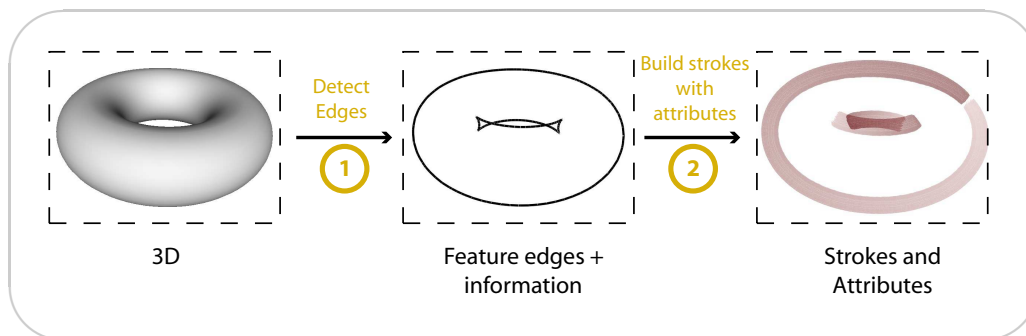 Detect
Edges
1
Build strokes
with
attributes
2
3D
Feature edges +
information
Strokes and
Attributes